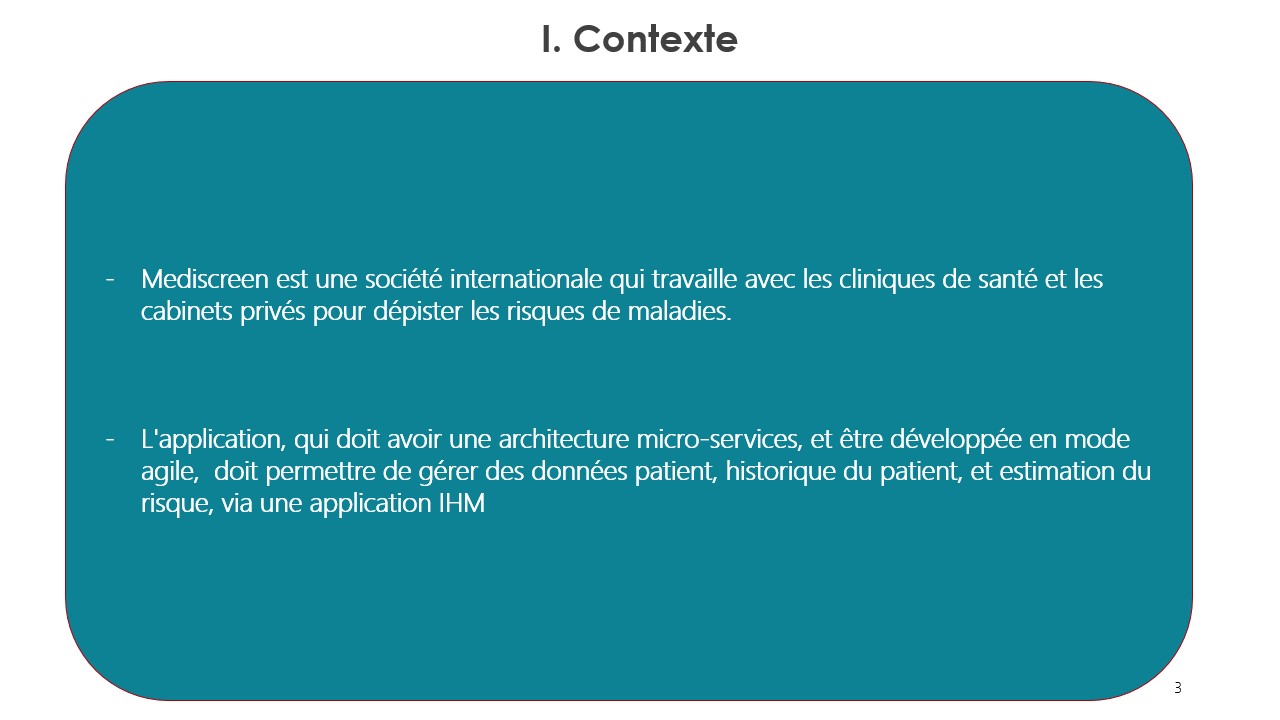 I. Contexte
- Mediscreen est une société internationale qui travaille avec les cliniques de santé et les
cabinets privés pour dépister les risques de maladies.
- L'application, qui doit avoir une architecture micro-services, et être développée en mode
agile,  doit permettre de gérer des données patient, historique du patient, et estimation du
risque, via une application IHM
3